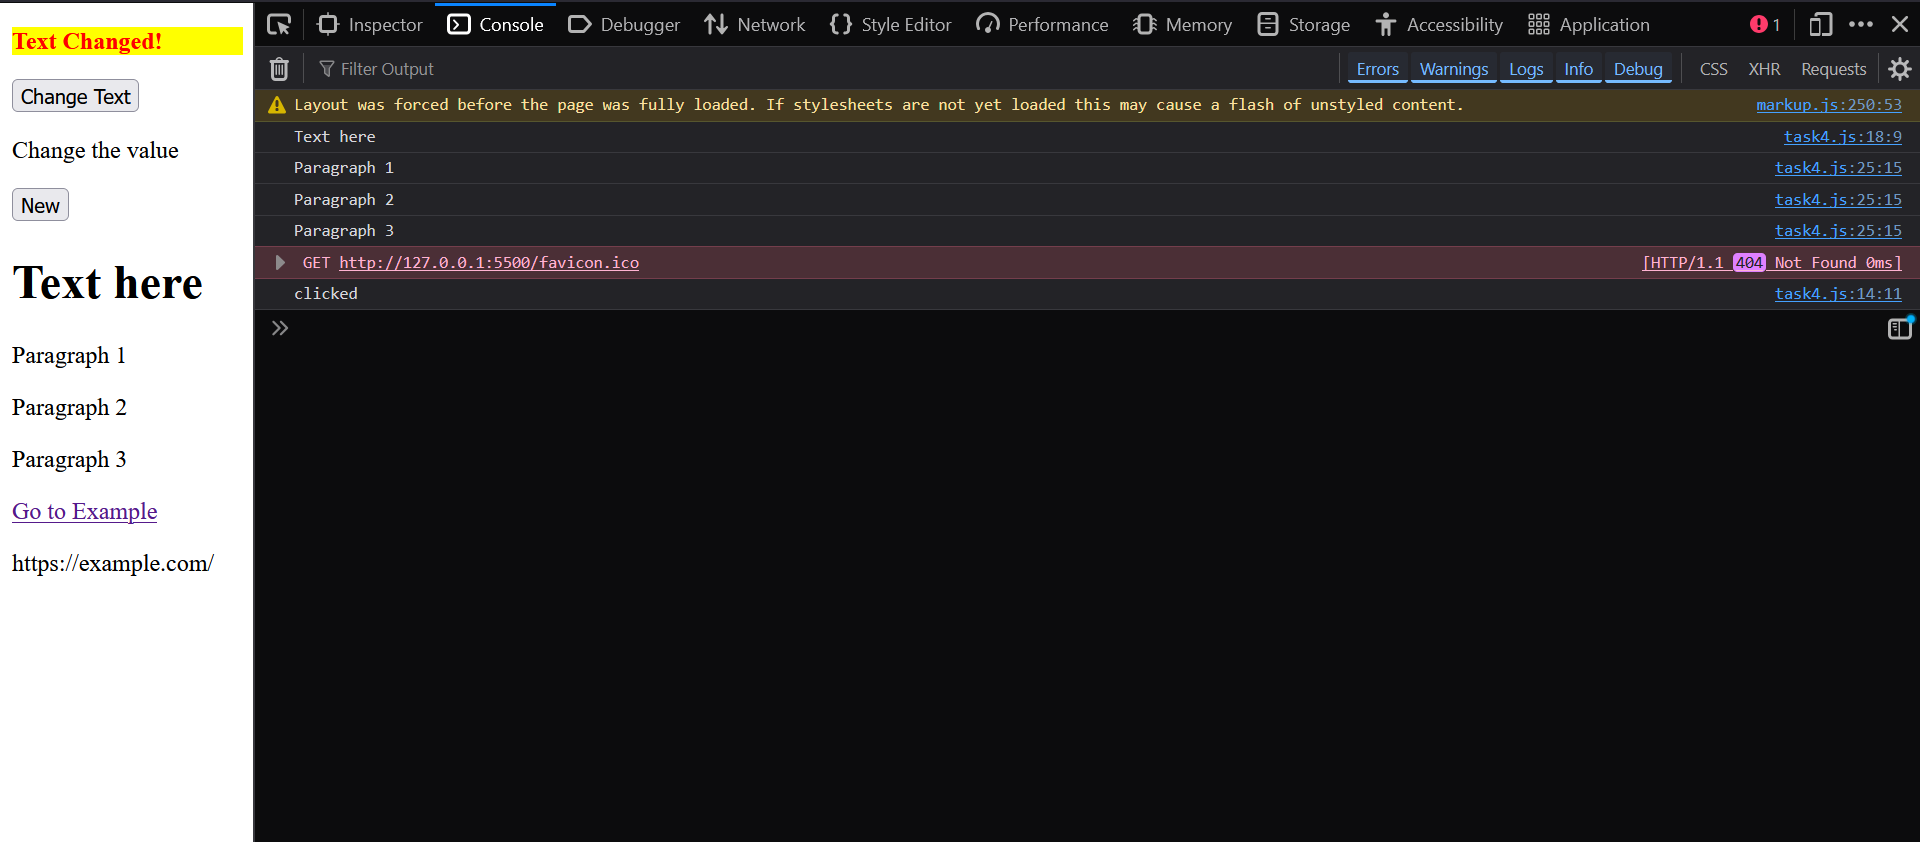 Text Changed!
Change Text
Change the value
New
Text here
Paragraph 1
Paragraph 2
Paragraph 3
Go to Example
https://example.com/
Inspector Console Debugger Network Style Editor Performance Memory Storage Accessibility Application 1
Filter Output Errors Warnings Logs Info Debug CSS XHR Requests
Layout was forced before the page was fully loaded. If stylesheets are not yet loaded this may cause a flash of unstyled content. markup.js:250:53
Text here task4.js:18:9
Paragraph 1 task4.js:25:15
Paragraph 2 task4.js:25:15
Paragraph 3 task4.js:25:15
GET http://127.0.0.1:5500/favicon.ico [HTTP/1.1 404 Not Found 0ms]
clicked task4.js:14:11